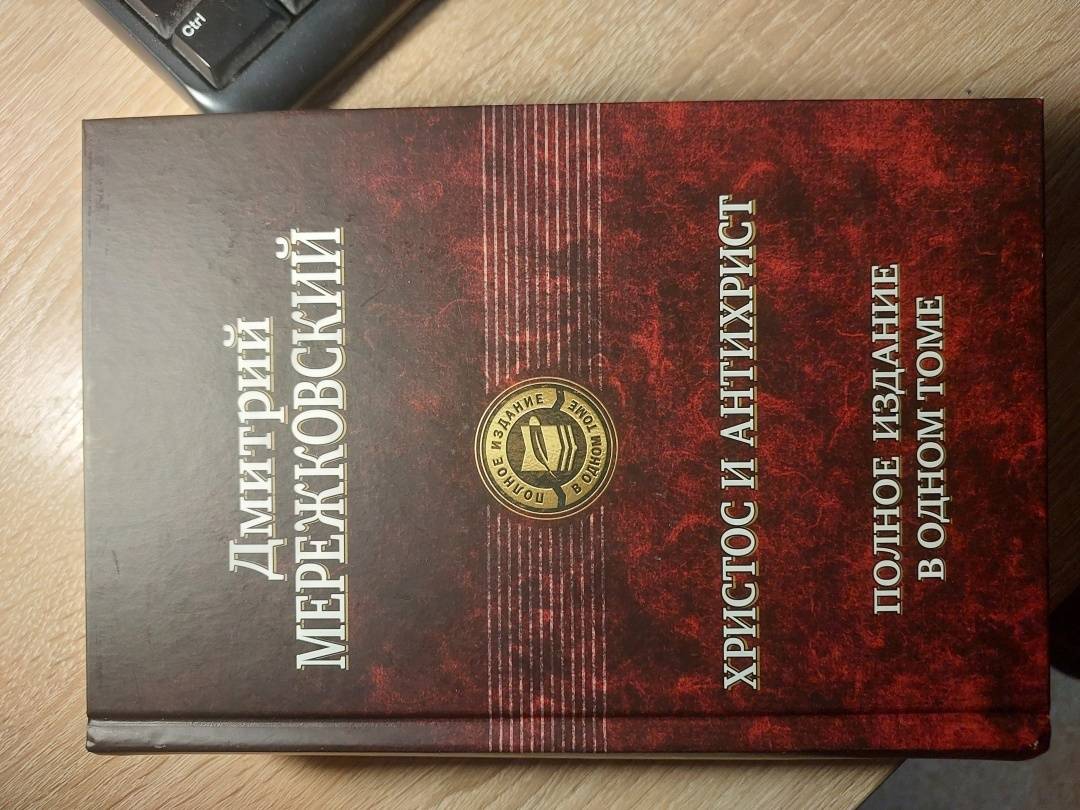 Ctrl
Дмитрий
МЕРЕЖКОВСКИЙ
ПОЛНОЕ ИЗДАНИЕ
В ОДНОМ ТОМЕ
ХРИСТОС И АНТИХРИСТ
ПОЛНОЕ ИЗДАНИЕ
В ОДНОМ ТОМЕ